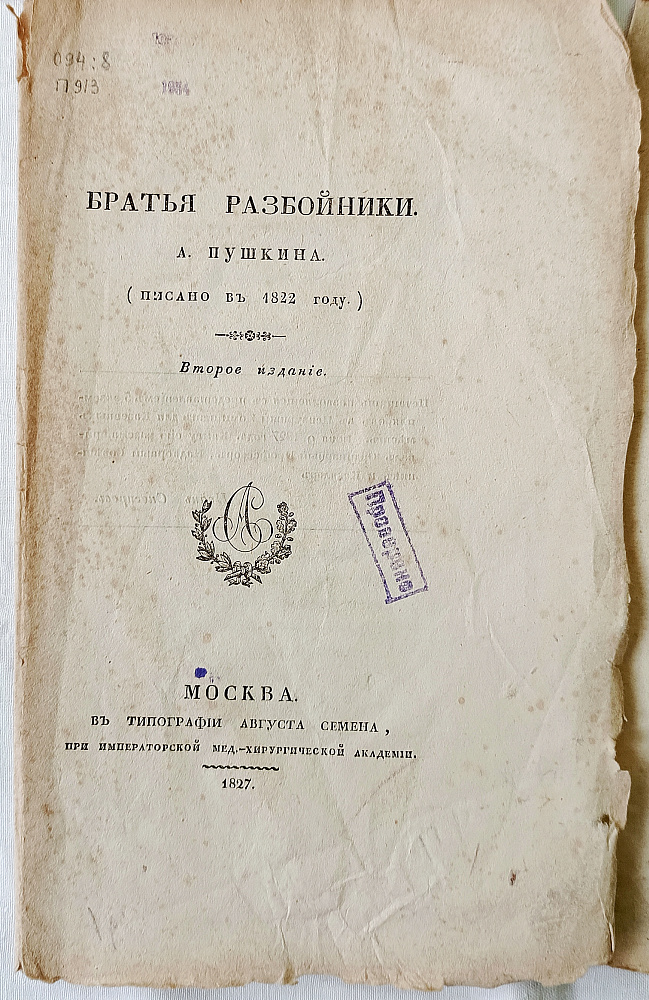 094:8
П913
БРАТЬЯ РАЗБОЙНИКИ.
А. ПУШКИНА.
( ПИСАНО ВЪ 1822 году. )
Второе изданіе.
Проверено
МОСКВА.
ВЪ ТИПОГРАФІИ АВГУСТА СЕМЕНА ,
ПРИ ИМПЕРАТОРСКОЙ МЕД.-ХИРУРГИЧЕСКОЙ АКАДЕМІИ.
1827.